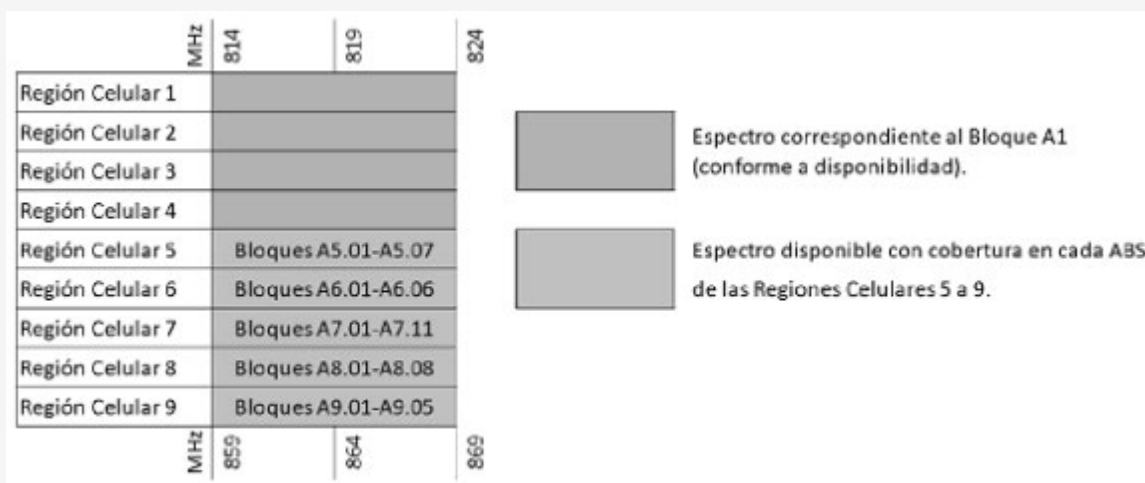 MHz 814 819 824
Región Celular 1
Región Celular 2
Región Celular 3
Región Celular 4
Región Celular 5 Bloques A5.01-A5.07
Región Celular 6 Bloques A6.01-A6.06
Región Celular 7 Bloques A7.01-A7.11
Región Celular 8 Bloques A8.01-A8.08
Región Celular 9 Bloques A9.01-A9.05
MHz 859 864 869
Espectro correspondiente al Bloque A1
(conforme a disponibilidad).
Espectro disponible con cobertura en cada ABS
de las Regiones Celulares 5 a 9.